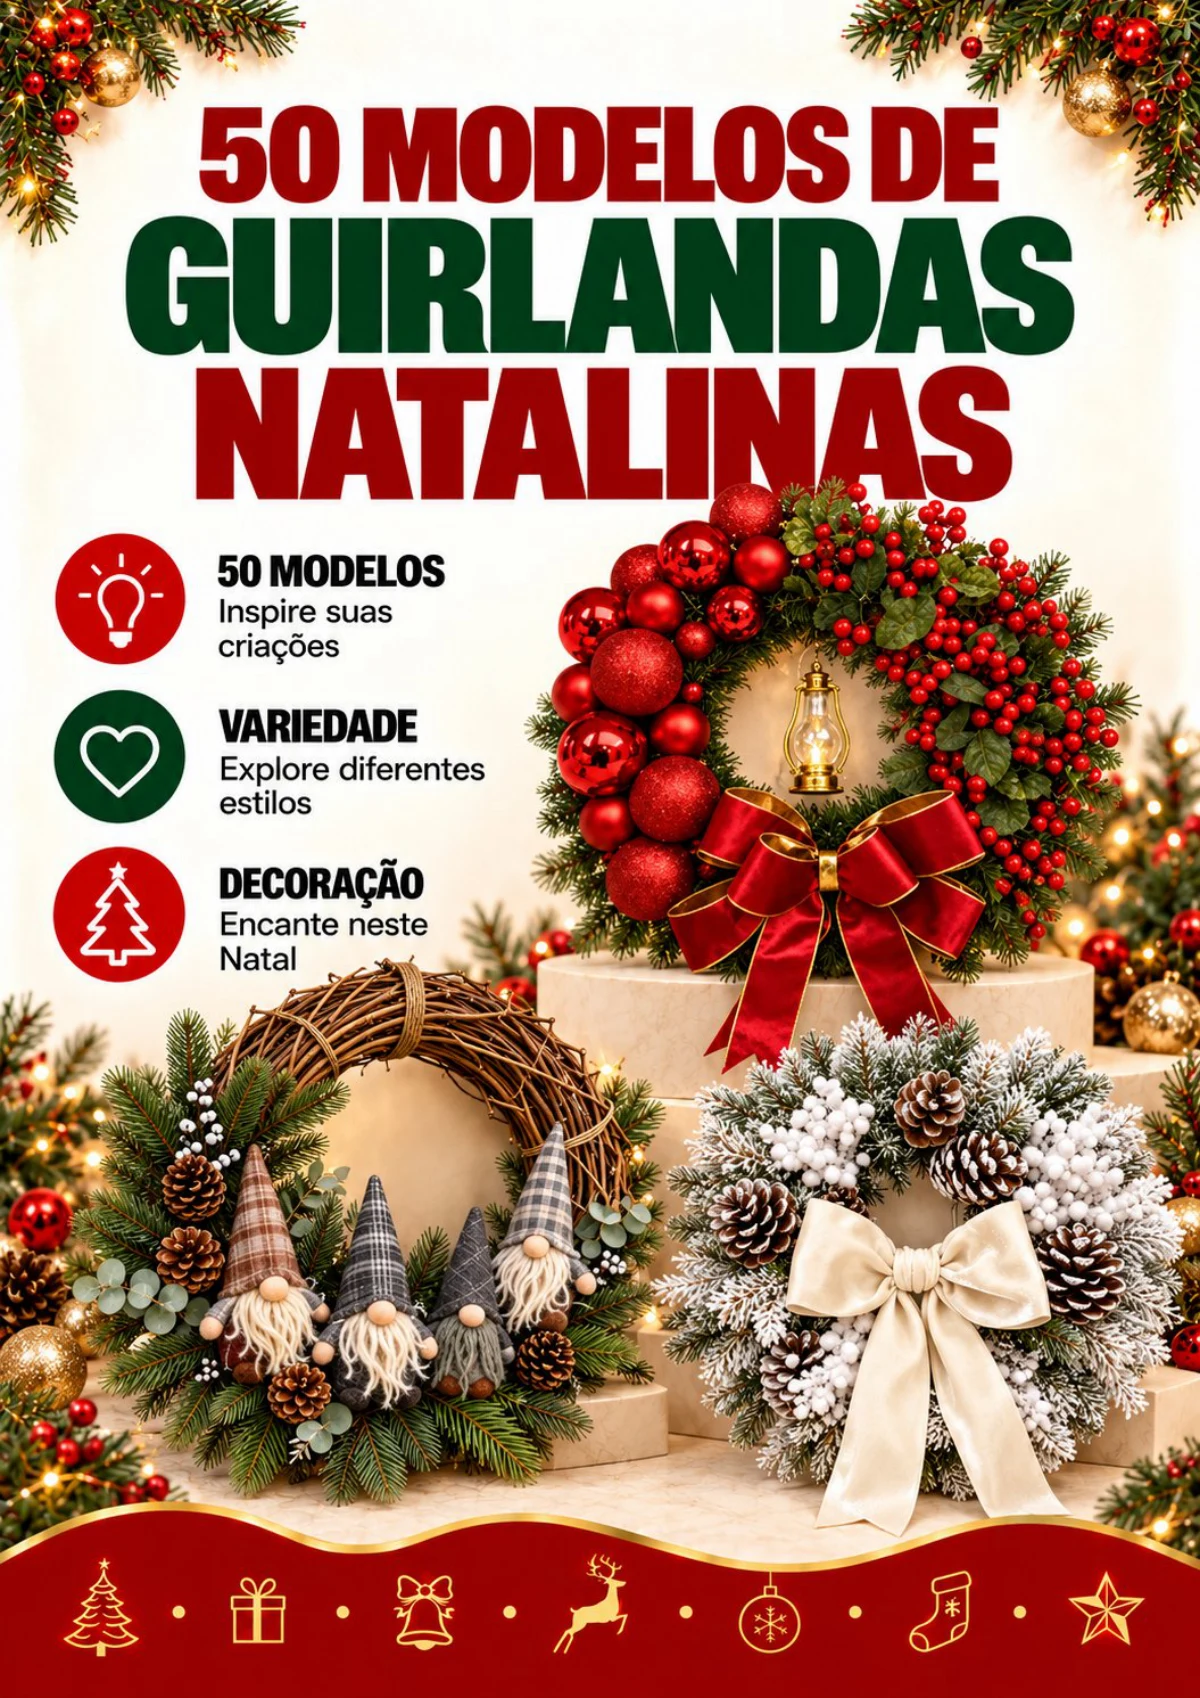 50 MODELOS DE
GUIRLANDAS
NATALINAS
50 MODELOS
Inspire suas
criações
VARIEDADE
Explore diferentes
estilos
DECORAÇÃO
Encante neste
Natal